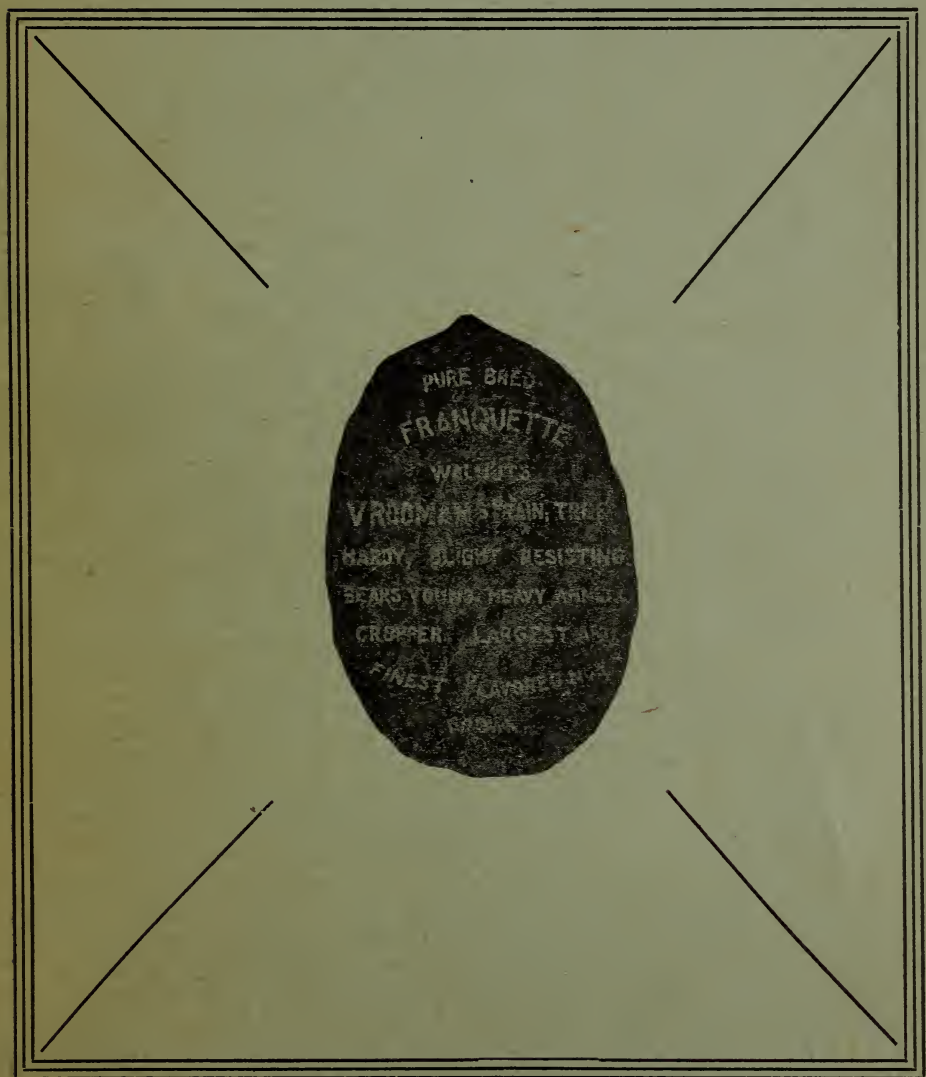 PURE BRED
FRANQUETTE
WALNUTS
VROOMAN STRAIN, TREE
HARDY, BLIGHT RESISTING.
BEARS YOUNG, HEAVY ANNUAL
CROPPER, LARGEST AND
FINEST FLAVORED NUT
GROWN.